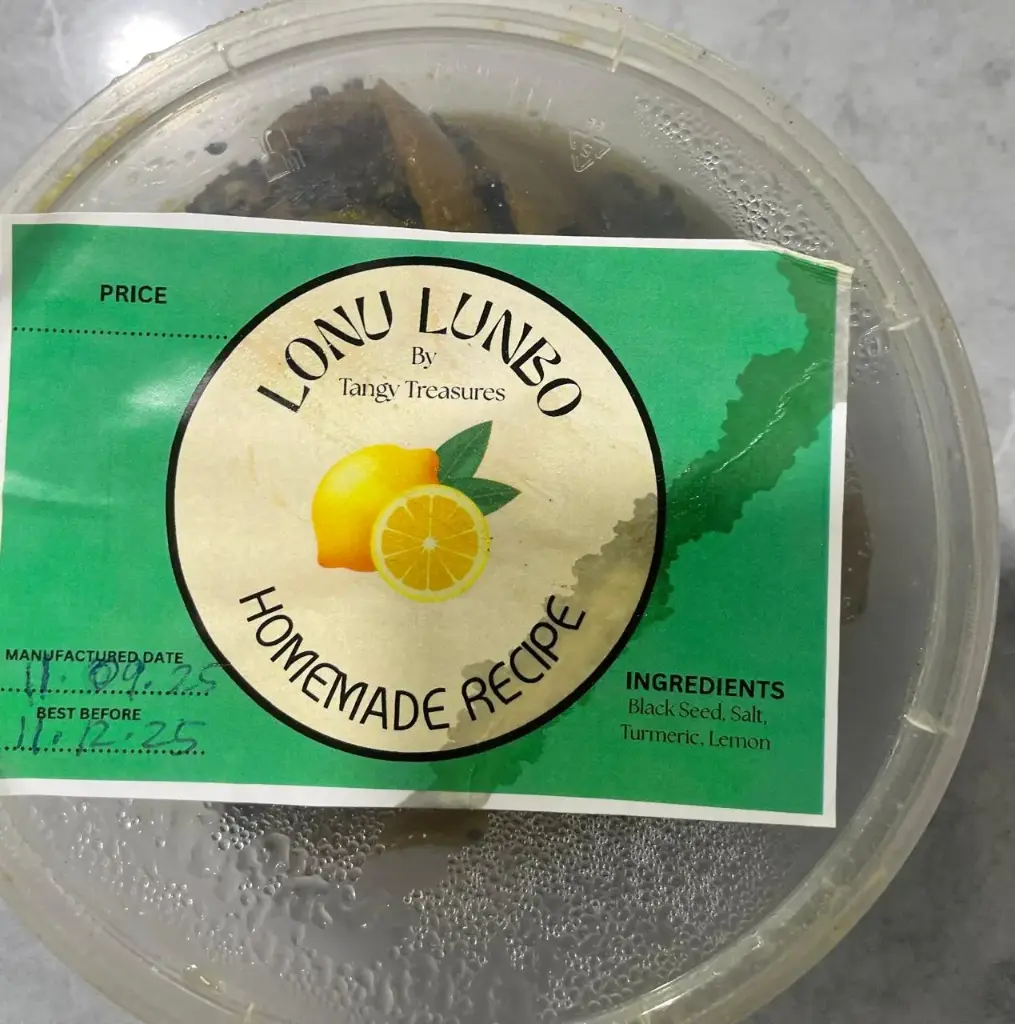 PRICE
LONU LUNBO
By
Tangy Treasures
HOMEMADE RECIPE
MANUFACTURED DATE
11.09.25
BEST BEFORE
11.12.25
INGREDIENTS
Black Seed, Salt,
Turmeric, Lemon